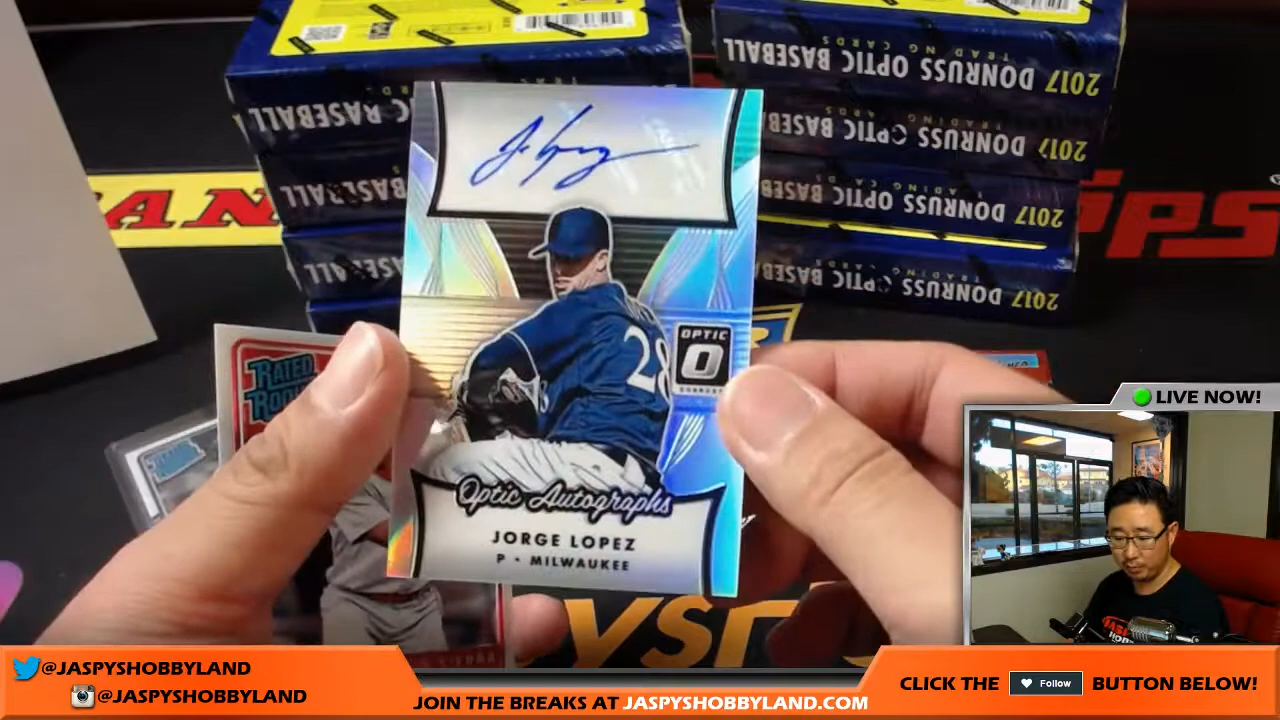 2017 DONRUSS OPTIC BASEBALL
TRADING CARDS
2017 DONRUSS OPTIC BASEBALL
2017 DONRUSS OPTIC BASEBALL
2017 DONRUSS OPTIC BASEBALL
BASEBALL
BASEBALL
BASEBALL
RATED
ROOKIE
28
OPTIC
O
DONRUSS
Optic Autographs
JORGE LOPEZ
P · MILWAUKEE
LIVE NOW!
@JASPYSHOBBYLAND
@JASPYSHOBBYLAND
JOIN THE BREAKS AT JASPYSHOBBYLAND.COM
CLICK THE Follow BUTTON BELOW!